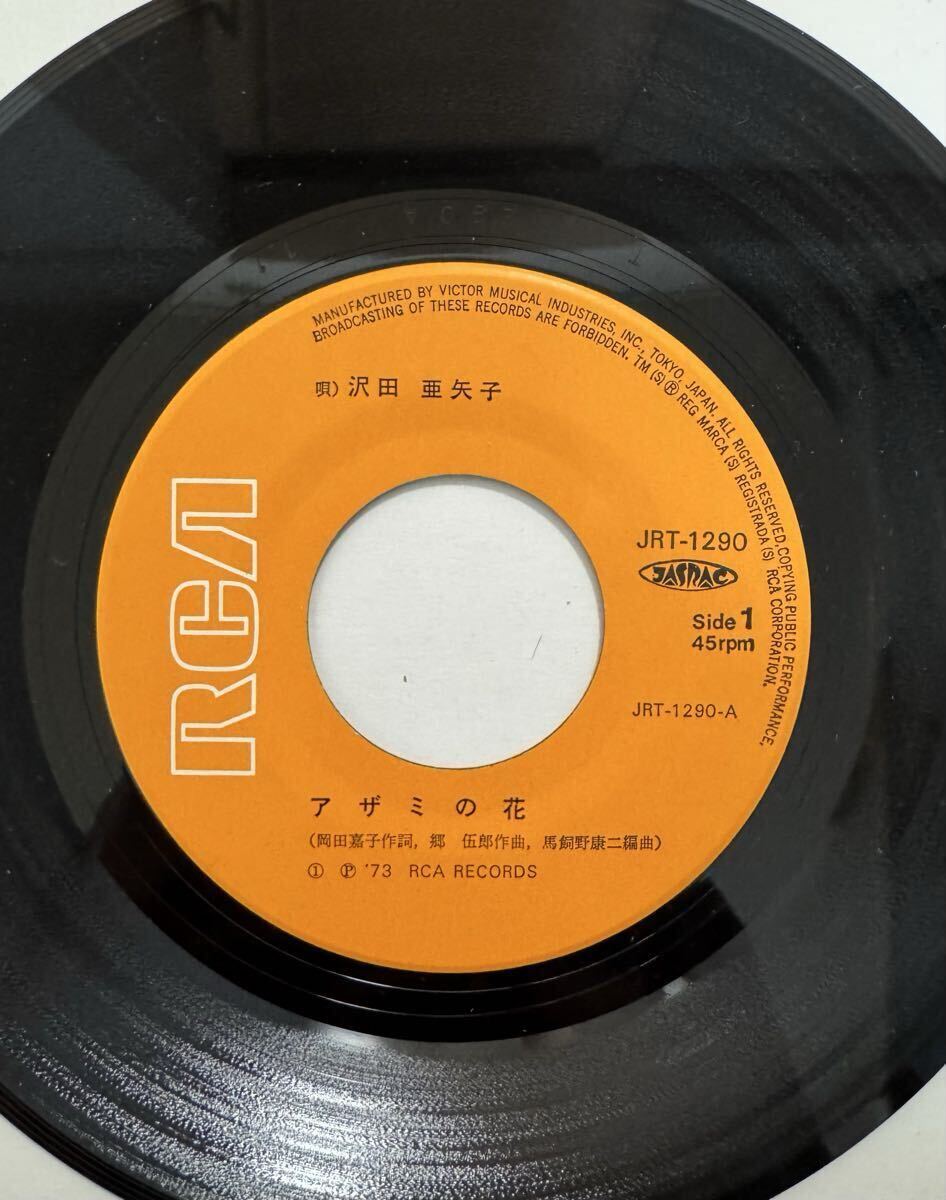 MANUFACTURED BY VICTOR MUSICAL INDUSTRIES, INC., TOKYO, JAPAN. ALL RIGHTS RESERVED, COPYING PUBLIC PERFORMANCE,
BROADCASTING OF THESE RECORDS ARE FORBIDDEN. TM (S) ® REG MARCA (S) REGISTRADA (S) RCA CORPORATION.
唄) 沢田 亜矢子
RCA
JRT-1290
JASRAC
Side 1
45rpm
JRT-1290-A
アザミの花
(岡田嘉子作詞, 郷 伍郎作曲, 馬飼野康二編曲)
① Ⓟ '73 RCA RECORDS